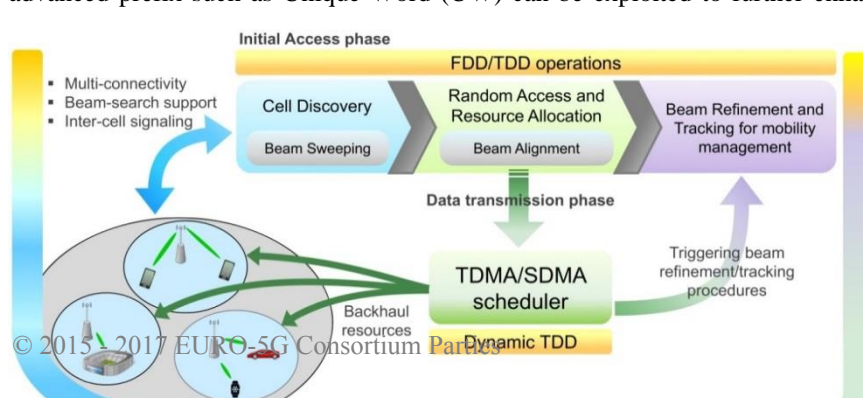 advanced prefix such as Unique Word (UW) can be exploited to further enha
Initial Access phase
FDD/TDD operations
▪ Multi-connectivity
▪ Beam-search support
▪ Inter-cell signaling
Cell Discovery
Beam Sweeping
Random Access and
Resource Allocation
Beam Alignment
Beam Refinement and
Tracking for mobility
management
Data transmission phase
TDMA/SDMA
scheduler
Dynamic TDD
Triggering beam
refinement/tracking
procedures
Backhaul
resources
© 2015 - 2017 EURO-5G Consortium Parties